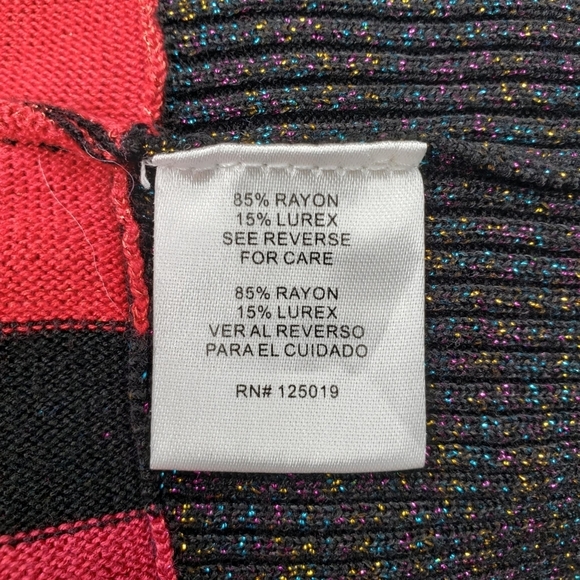 85% RAYON
15% LUREX
SEE REVERSE
FOR CARE
85% RAYON
15% LUREX
VER AL REVERSO
PARA EL CUIDADO
RN# 125019